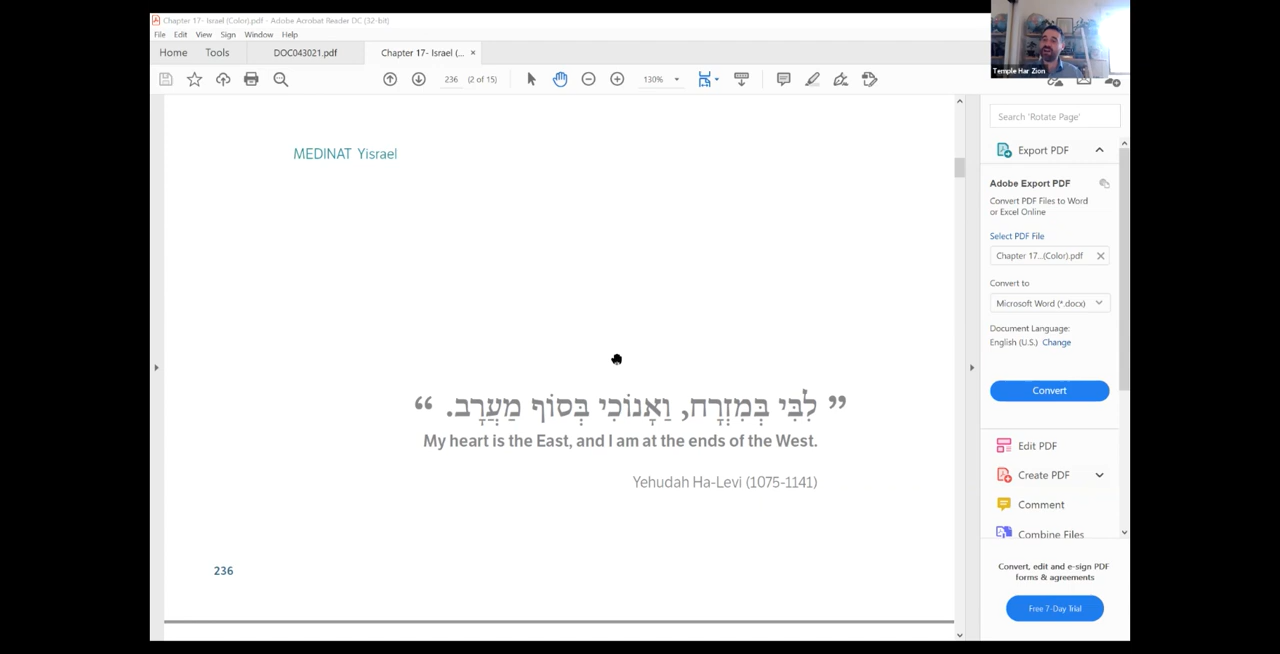 Chapter 17- Israel (Color).pdf - Adobe Acrobat Reader DC (32-bit)
File Edit View Sign Window Help
Home Tools DOC043021.pdf Chapter 17- Israel (... ×
236 (2 of 15) 130%
Temple Har Zion
MEDINAT Yisrael
” לִבִּי בְּמִזְרָח, וַאָנוֹכִי בְּסוֹף מַעֲרָב. “
My heart is the East, and I am at the ends of the West.
Yehudah Ha-Levi (1075-1141)
236
Search 'Rotate Page'
Export PDF
Adobe Export PDF
Convert PDF Files to Word
or Excel Online
Select PDF File
Chapter 17...(Color).pdf
Convert to
Microsoft Word (*.docx)
Document Language:
English (U.S.) Change
Convert
Edit PDF
Create PDF
Comment
Combine Files
Convert, edit and e-sign PDF
forms & agreements
Free 7-Day Trial